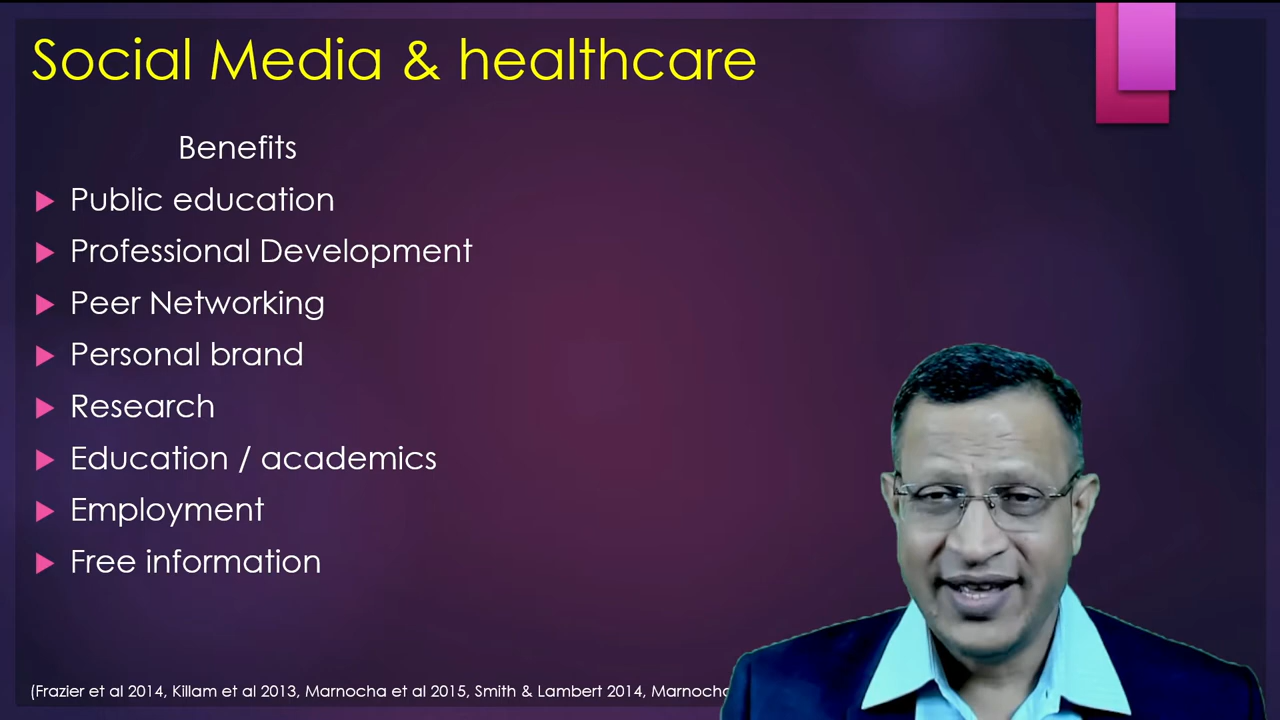 Social Media & healthcare
Benefits
Public education
Professional Development
Peer Networking
Personal brand
Research
Education / academics
Employment
Free information
(Frazier et al 2014, Killam et al 2013, Marnocha et al 2015, Smith & Lambert 2014, Marnocha